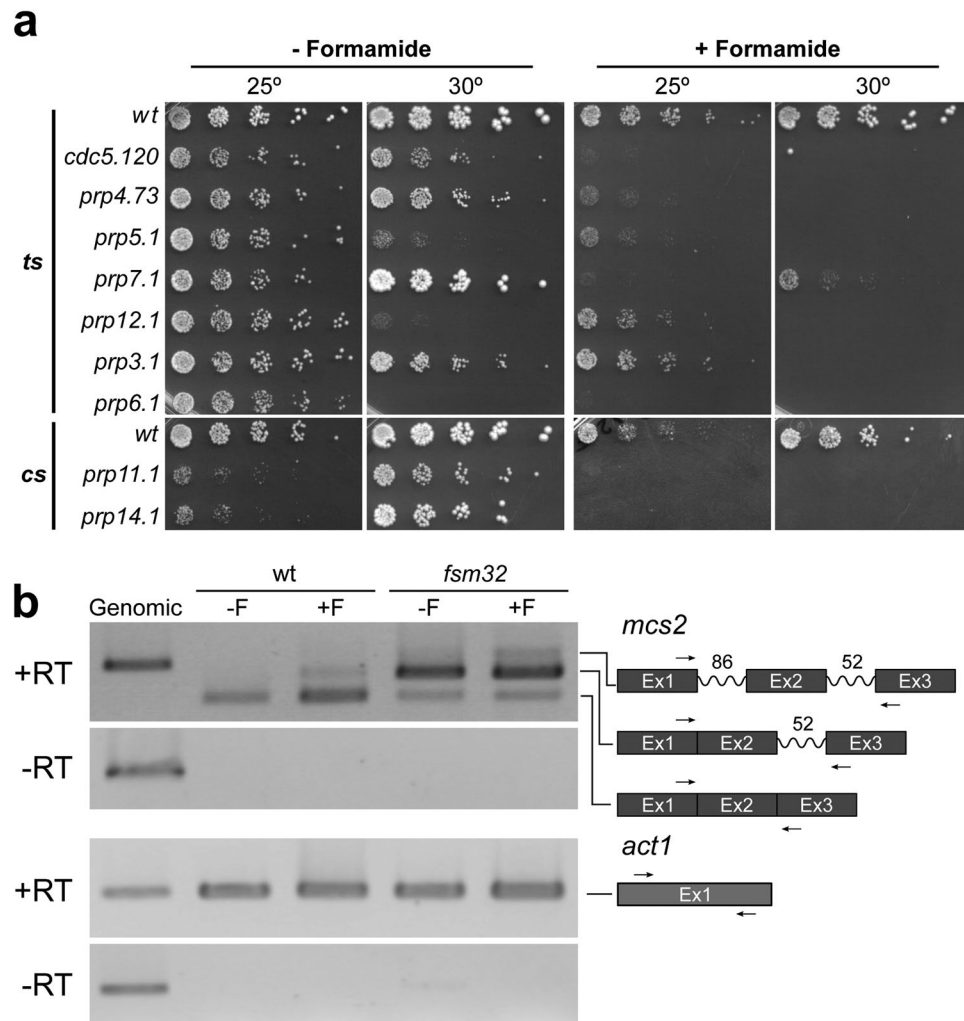 a
- Formamide + Formamide
25º 30º 25º 30º
ts
wt
cdc5.120
prp4.73
prp5.1
prp7.1
prp12.1
prp3.1
prp6.1
cs
wt
prp11.1
prp14.1
b
wt fsm32
Genomic -F +F -F +F
mcs2
+RT
86 52
Ex1 Ex2 Ex3
52
Ex1 Ex2 Ex3
-RT
Ex1 Ex2 Ex3
act1
+RT
Ex1
-RT